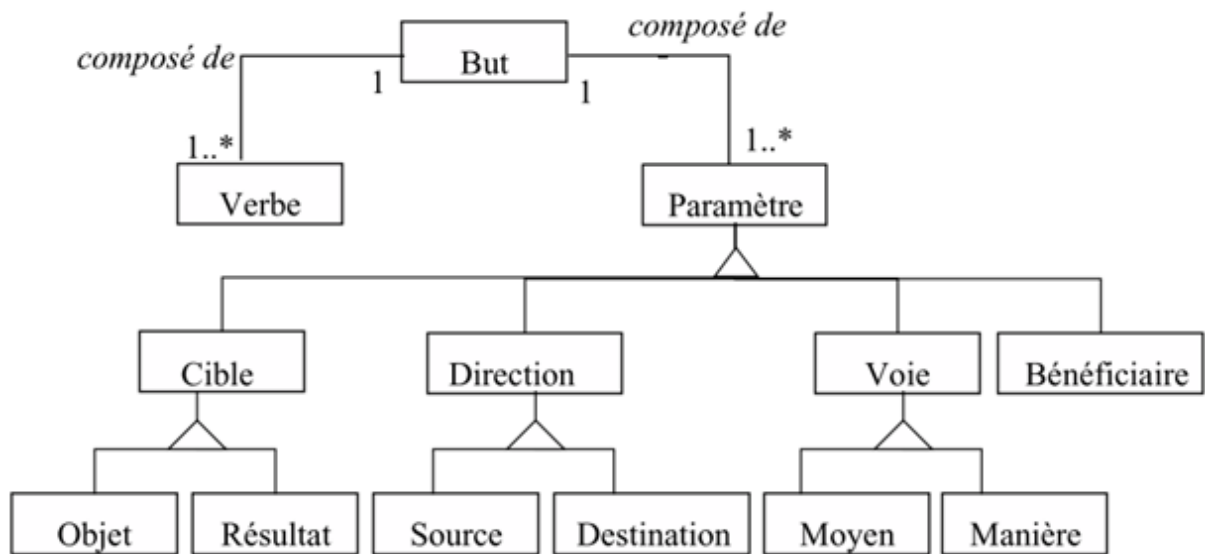 composé de
But
composé de
1
1
1..*
1..*
Verbe
Paramètre
Cible
Direction
Voie
Bénéficiaire
Objet
Résultat
Source
Destination
Moyen
Manière